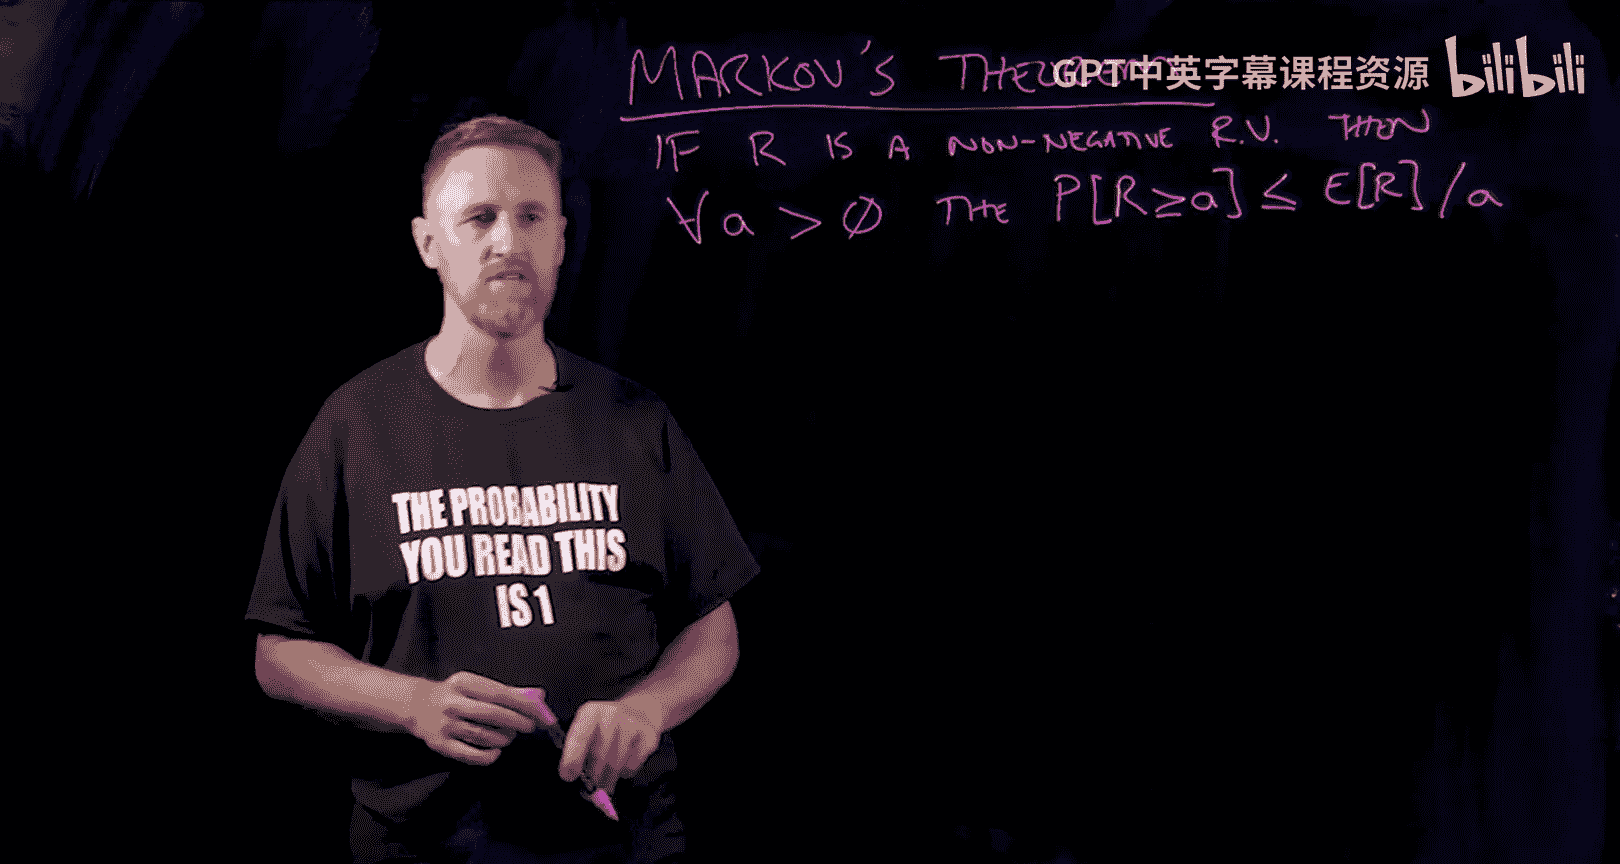 MARKOV'S THEOREM
GPT中英字幕课程资源 bilibili
IF R IS A NON-NEGATIVE R.V. THEN
∀a > ∅ THE P[R≥a] ≤ E[R]/a
THE PROBABILITY
YOU READ THIS
IS 1